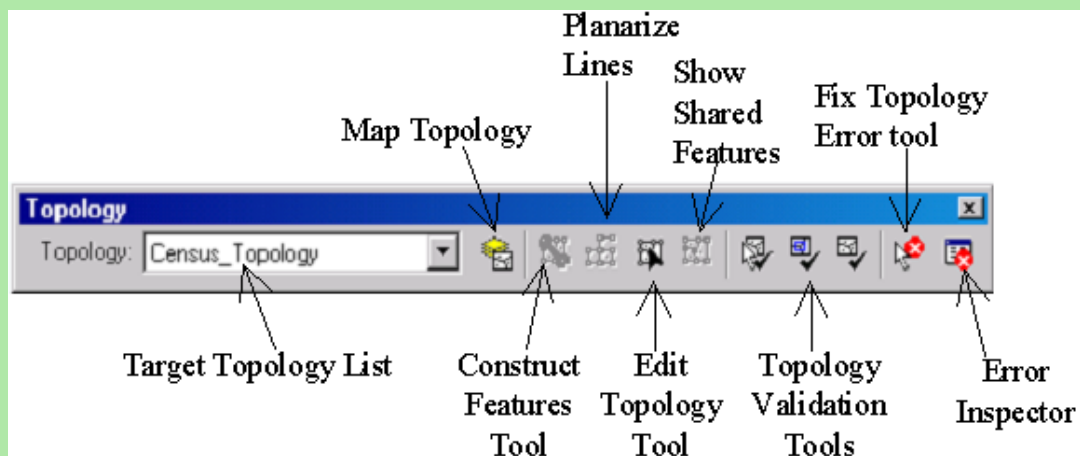 Planarize
Lines
Show
Shared
Features
Fix Topology
Error tool
Map Topology
Topology
Topology: Census_Topology
Target Topology List
Construct
Features
Tool
Edit
Topology
Tool
Topology
Validation
Tools
Error
Inspector